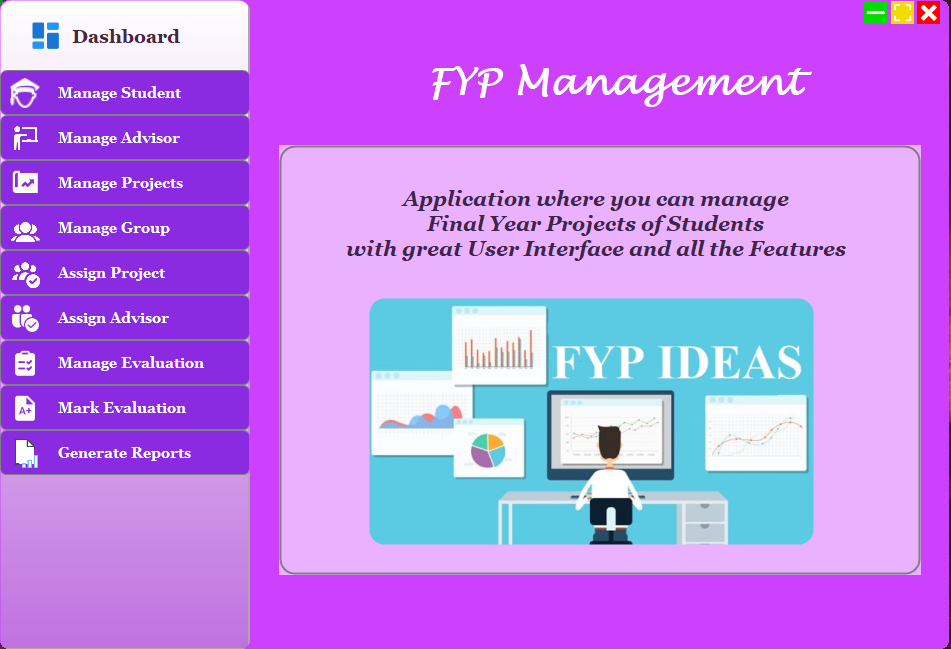 Dashboard
Manage Student
Manage Advisor
Manage Projects
Manage Group
Assign Project
Assign Advisor
Manage Evaluation
A+
Mark Evaluation
Generate Reports
FYP Management
Application where you can manage
Final Year Projects of Students
with great User Interface and all the Features
FYP IDEAS